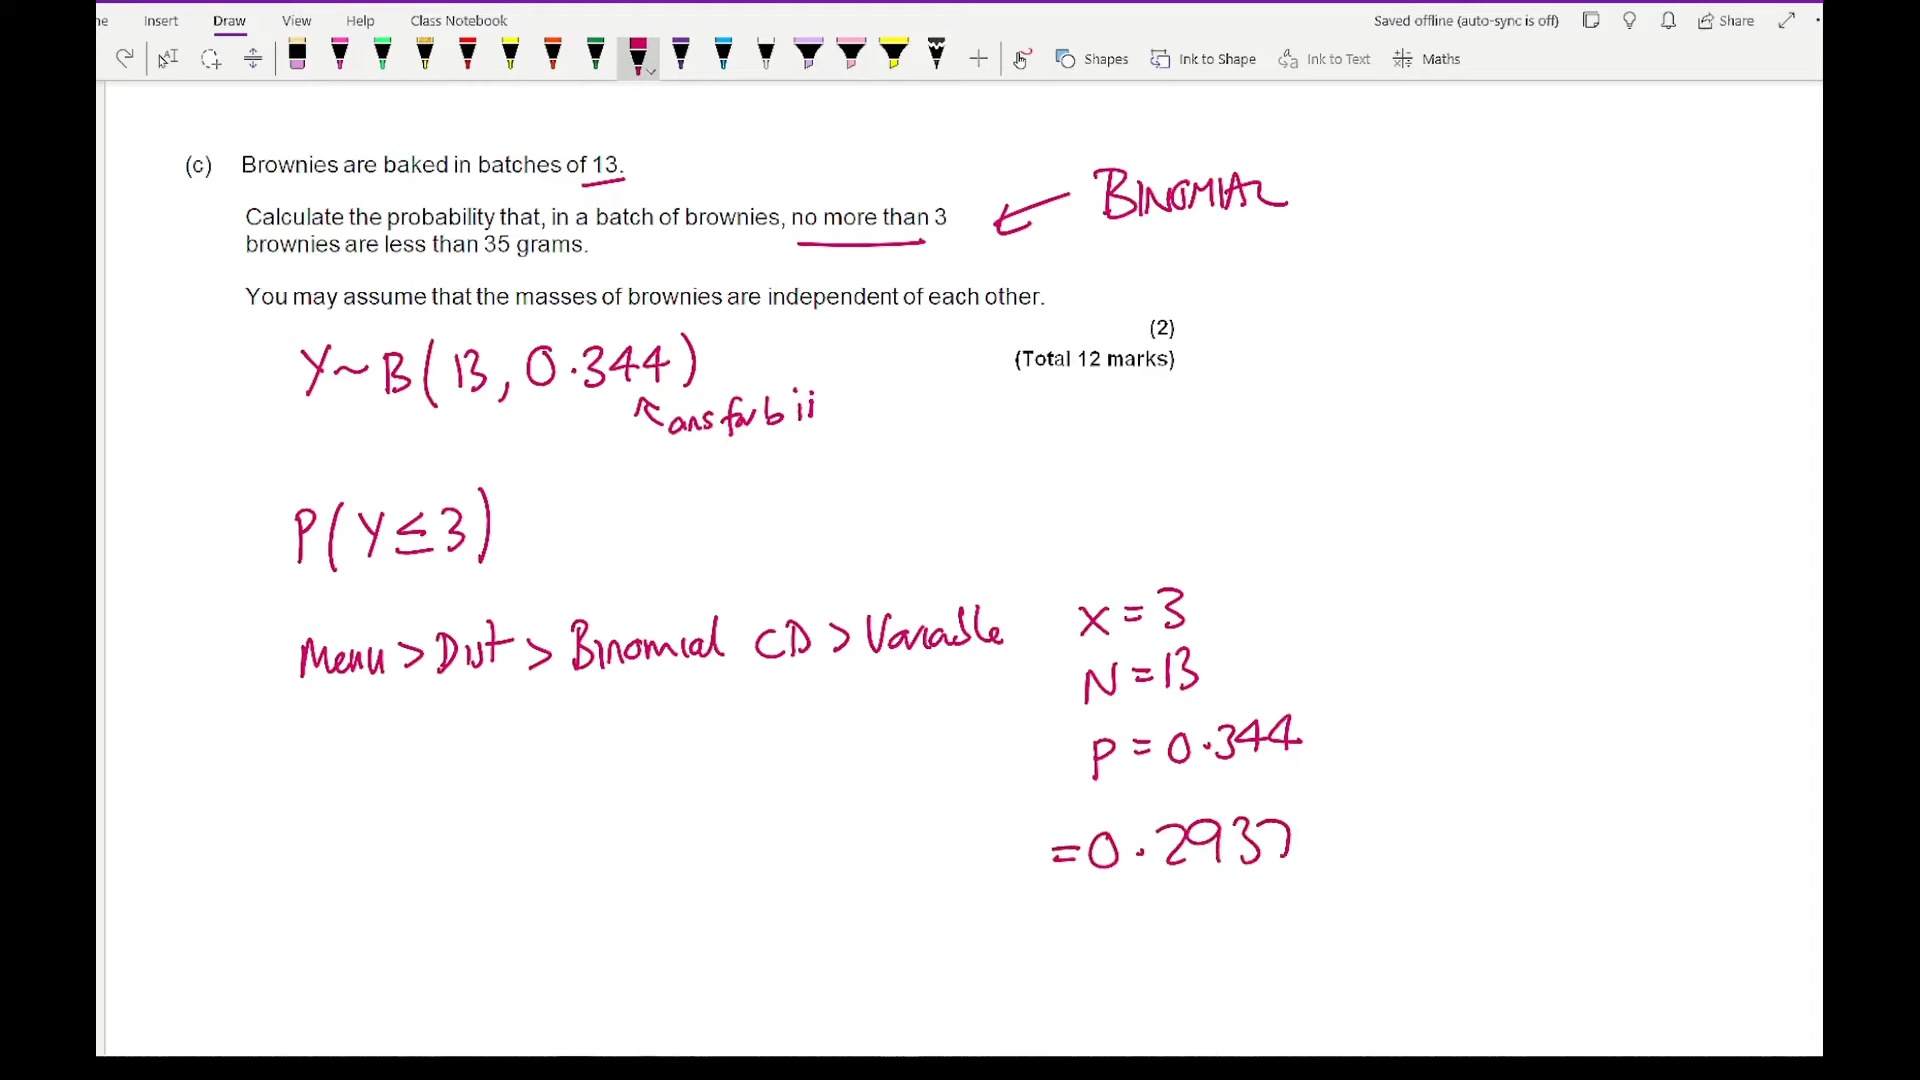 ne Insert Draw View Help Class Notebook Saved offline (auto-sync is off) Share
Shapes Ink to Shape Ink to Text Maths
(c) Brownies are baked in batches of 13.
Calculate the probability that, in a batch of brownies, no more than 3
brownies are less than 35 grams.
BINOMIAL
You may assume that the masses of brownies are independent of each other.
(2)
(Total 12 marks)
Y~B(13, 0.344)
ans for b ii
P(Y≤3)
Menu > Dist > Binomial CD > Variable
x = 3
N = 13
P = 0.344
= 0.2937